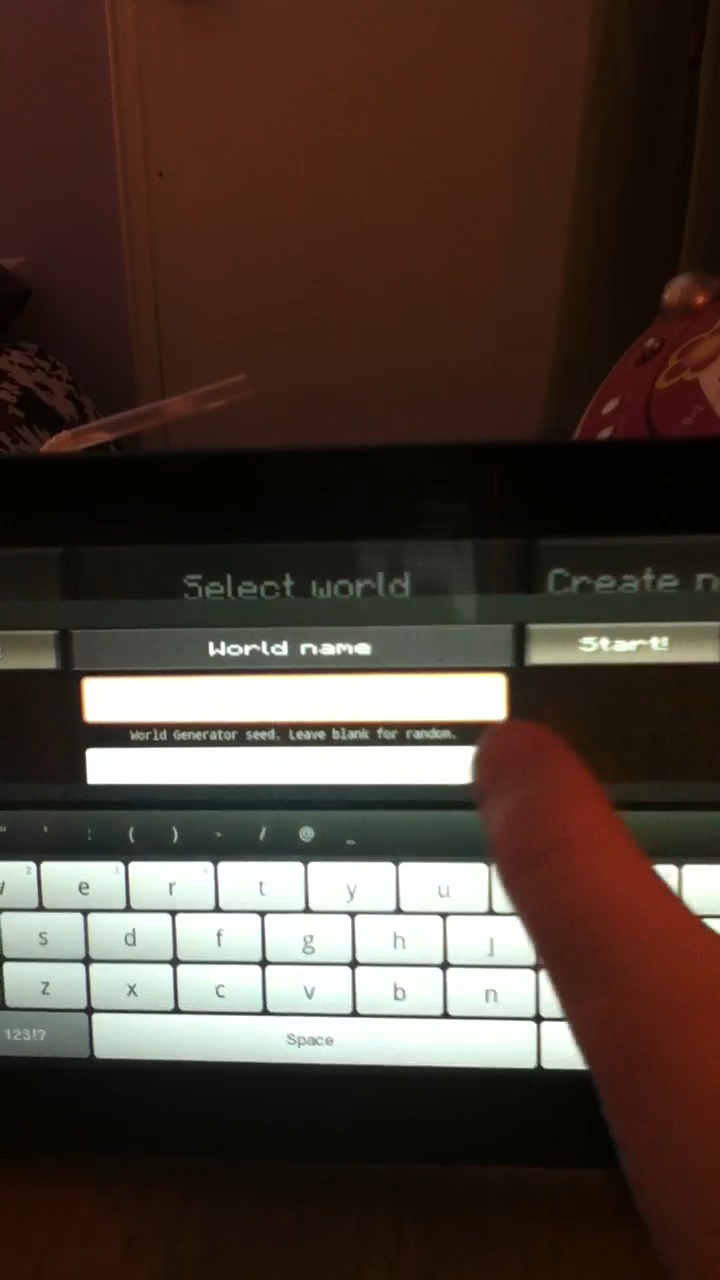 Select world
Create n
World name
Start!
World Generator seed. Leave blank for random.
' : ( ) - / @ _
e r t y u
s d f g h j
z x c v b n
123!?
Space